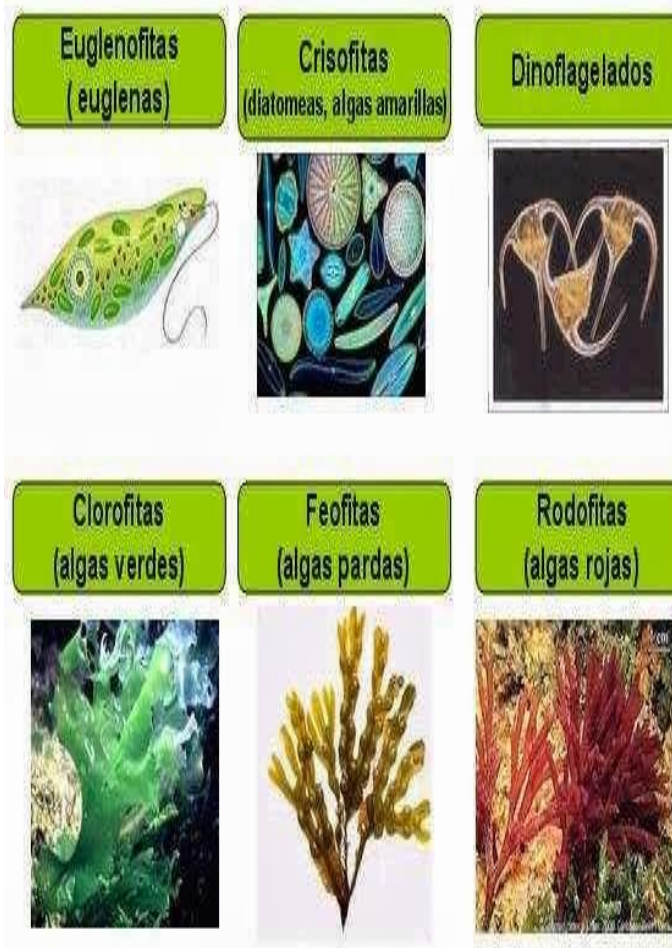 Euglenofitas
( euglenas)
Crisofitas
(diatomeas, algas amarillas)
Dinoflagelados
Clorofitas
(algas verdes)
Feofitas
(algas pardas)
Rodofitas
(algas rojas)